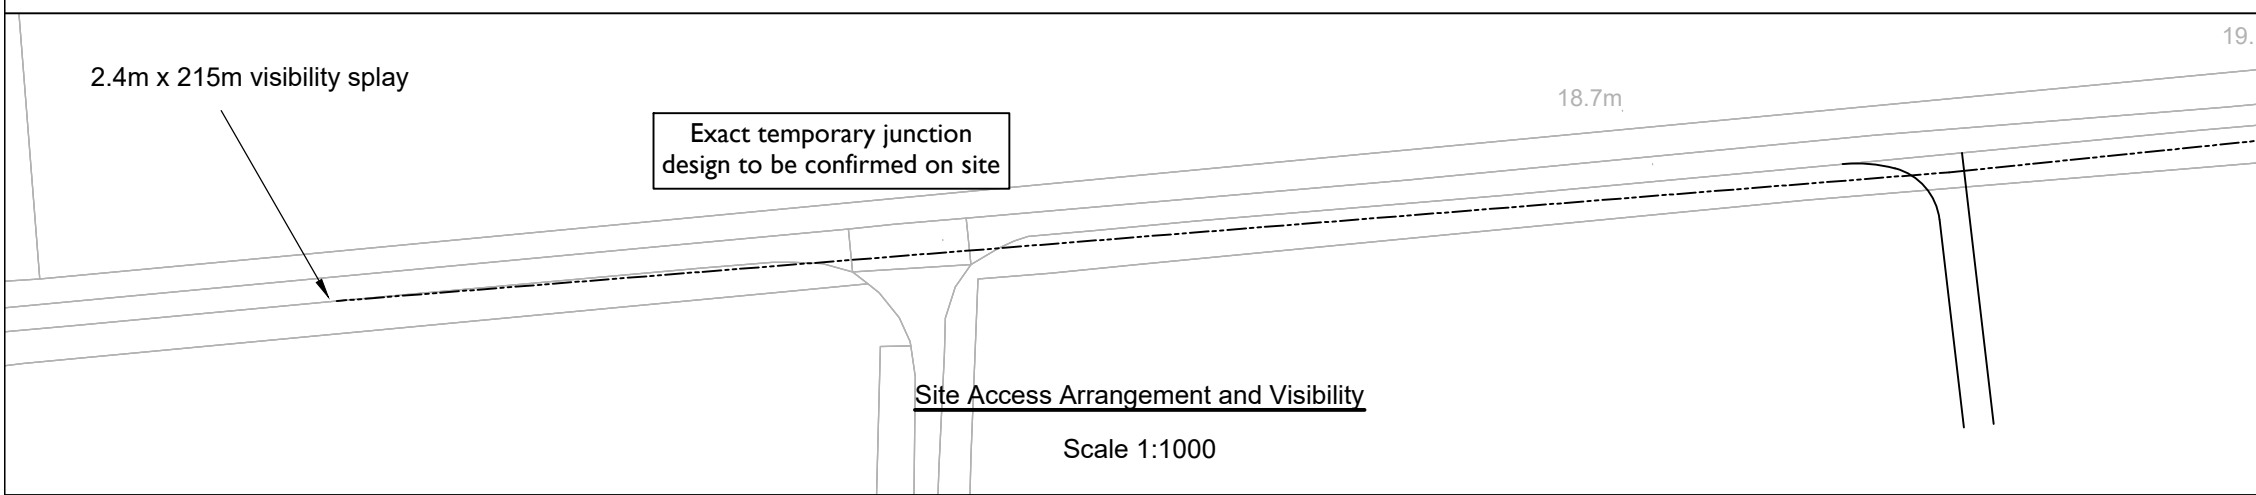 19.
2.4m x 215m visibility splay
18.7m
Exact temporary junction
design to be confirmed on site
Site Access Arrangement and Visibility
Scale 1:1000